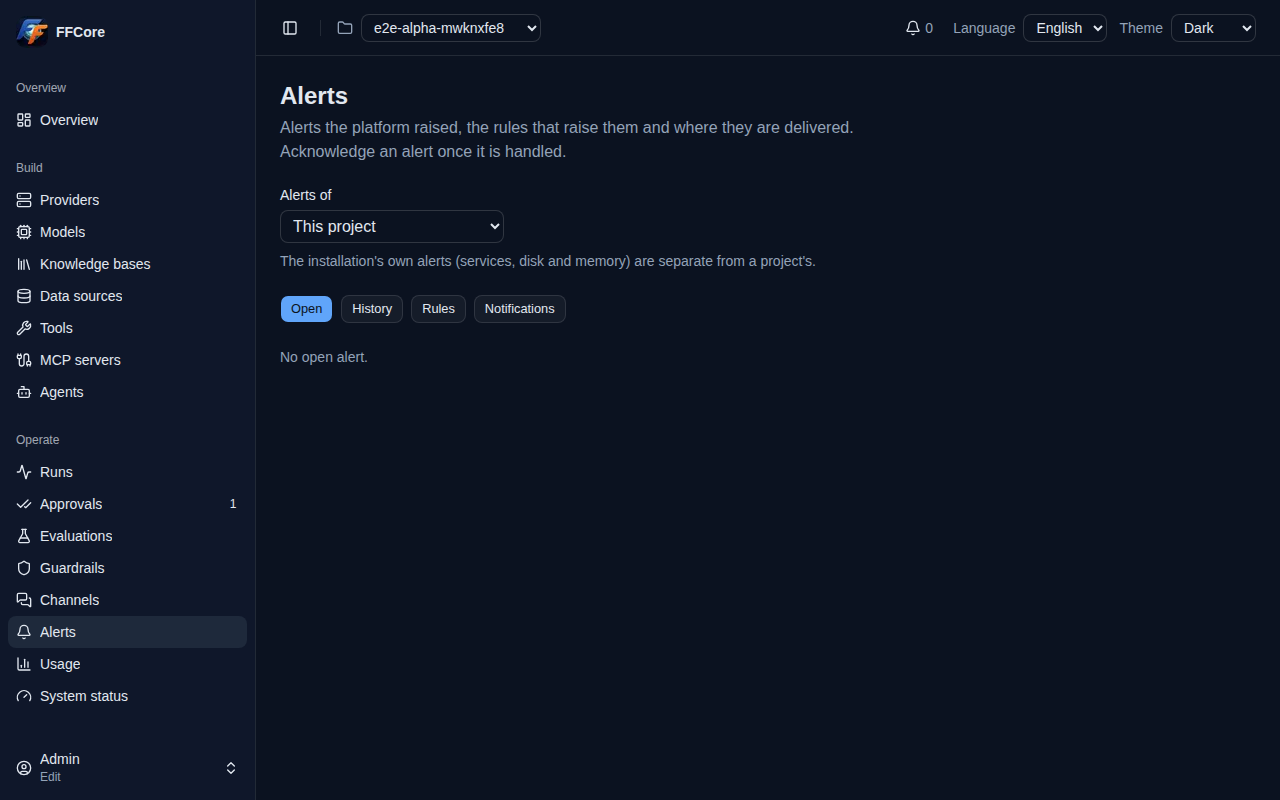 FFCore
Overview
Overview
Build
Providers
Models
Knowledge bases
Data sources
Tools
MCP servers
Agents
Operate
Runs
Approvals 1
Evaluations
Guardrails
Channels
Alerts
Usage
System status
Admin
Edit
e2e-alpha-mwknxfe8
0 Language English Theme Dark
Alerts
Alerts the platform raised, the rules that raise them and where they are delivered.
Acknowledge an alert once it is handled.
Alerts of
This project
The installation's own alerts (services, disk and memory) are separate from a project's.
Open History Rules Notifications
No open alert.